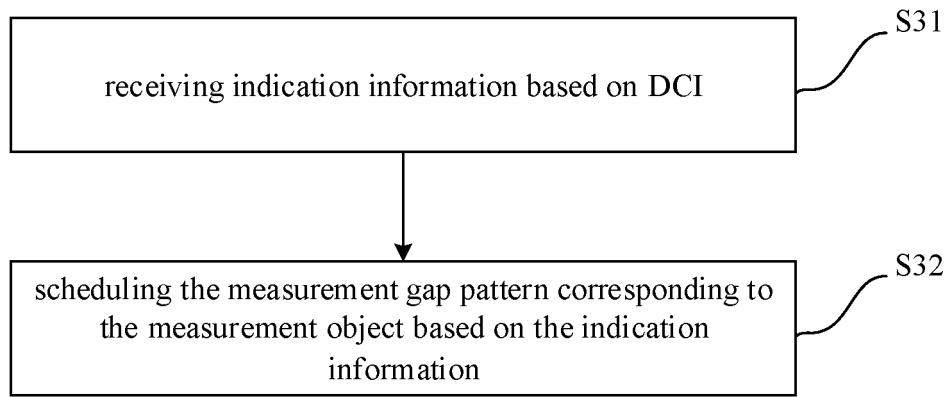 S31
receiving indication information based on DCI
S32
scheduling the measurement gap pattern corresponding to
the measurement object based on the indication
information